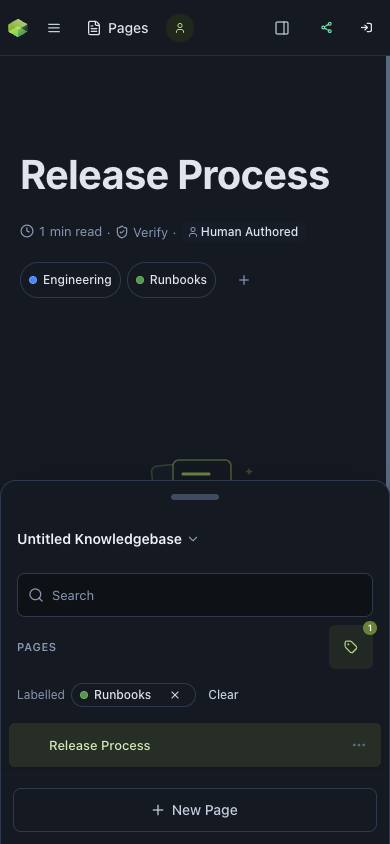 Pages
Release Process
1 min read · Verify · Human Authored
Engineering Runbooks +
Untitled Knowledgebase
Search
PAGES
1
Labelled Runbooks × Clear
Release Process ...
+ New Page